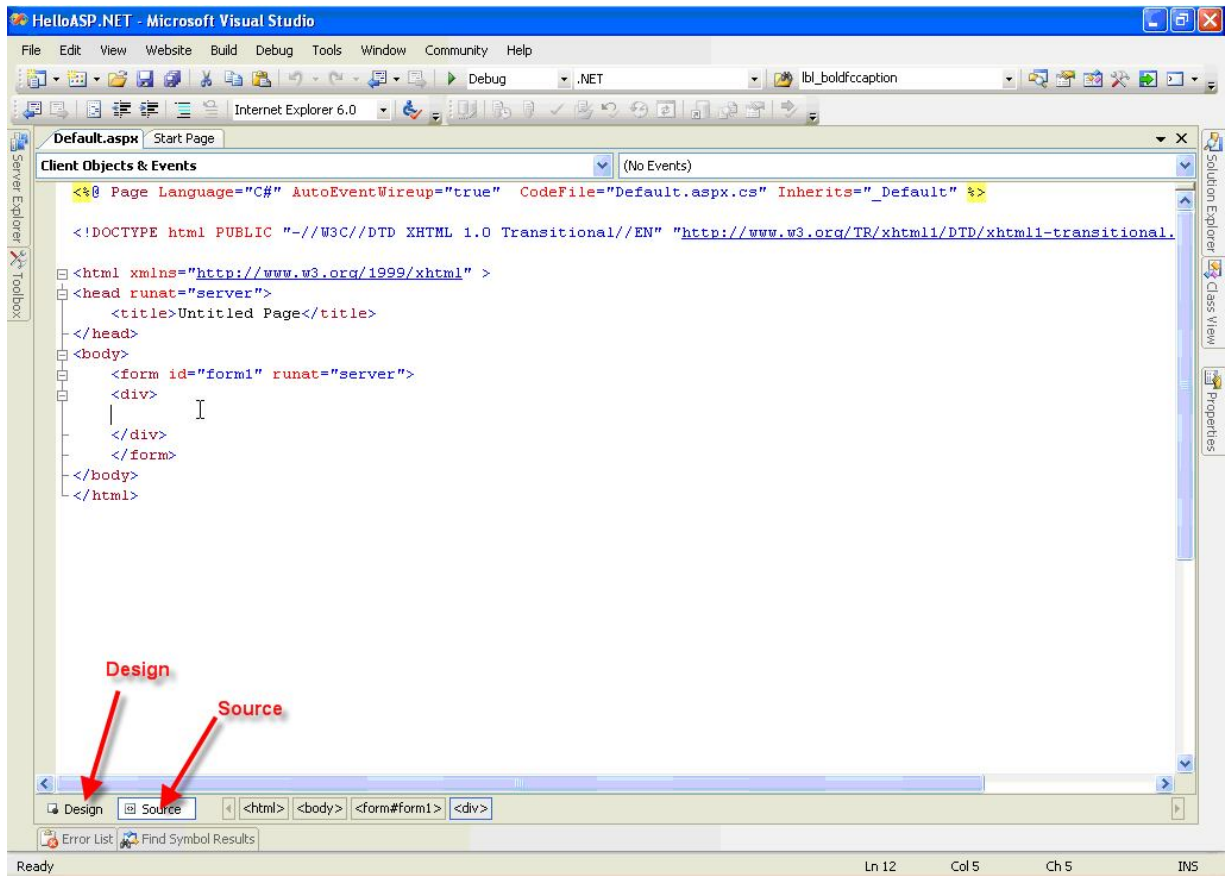 HelloASP.NET - Microsoft Visual Studio
File Edit View Website Build Debug Tools Window Community Help
Debug .NET lbl_boldfccaption
Internet Explorer 6.0
Default.aspx Start Page
Client Objects & Events (No Events)
<%@ Page Language="C#" AutoEventWireup="true"  CodeFile="Default.aspx.cs" Inherits="_Default" %>
<!DOCTYPE html PUBLIC "-//W3C//DTD XHTML 1.0 Transitional//EN" "http://www.w3.org/TR/xhtml1/DTD/xhtml1-transitional.
<html xmlns="http://www.w3.org/1999/xhtml" >
<head runat="server">
<title>Untitled Page</title>
</head>
<body>
<form id="form1" runat="server">
<div>
</div>
</form>
</body>
</html>
Server Explorer
Toolbox
Solution Explorer
Class View
Properties
Design
Source
Design Source <html> <body> <form#form1> <div>
Error List Find Symbol Results
Ready Ln 12 Col 5 Ch 5 INS